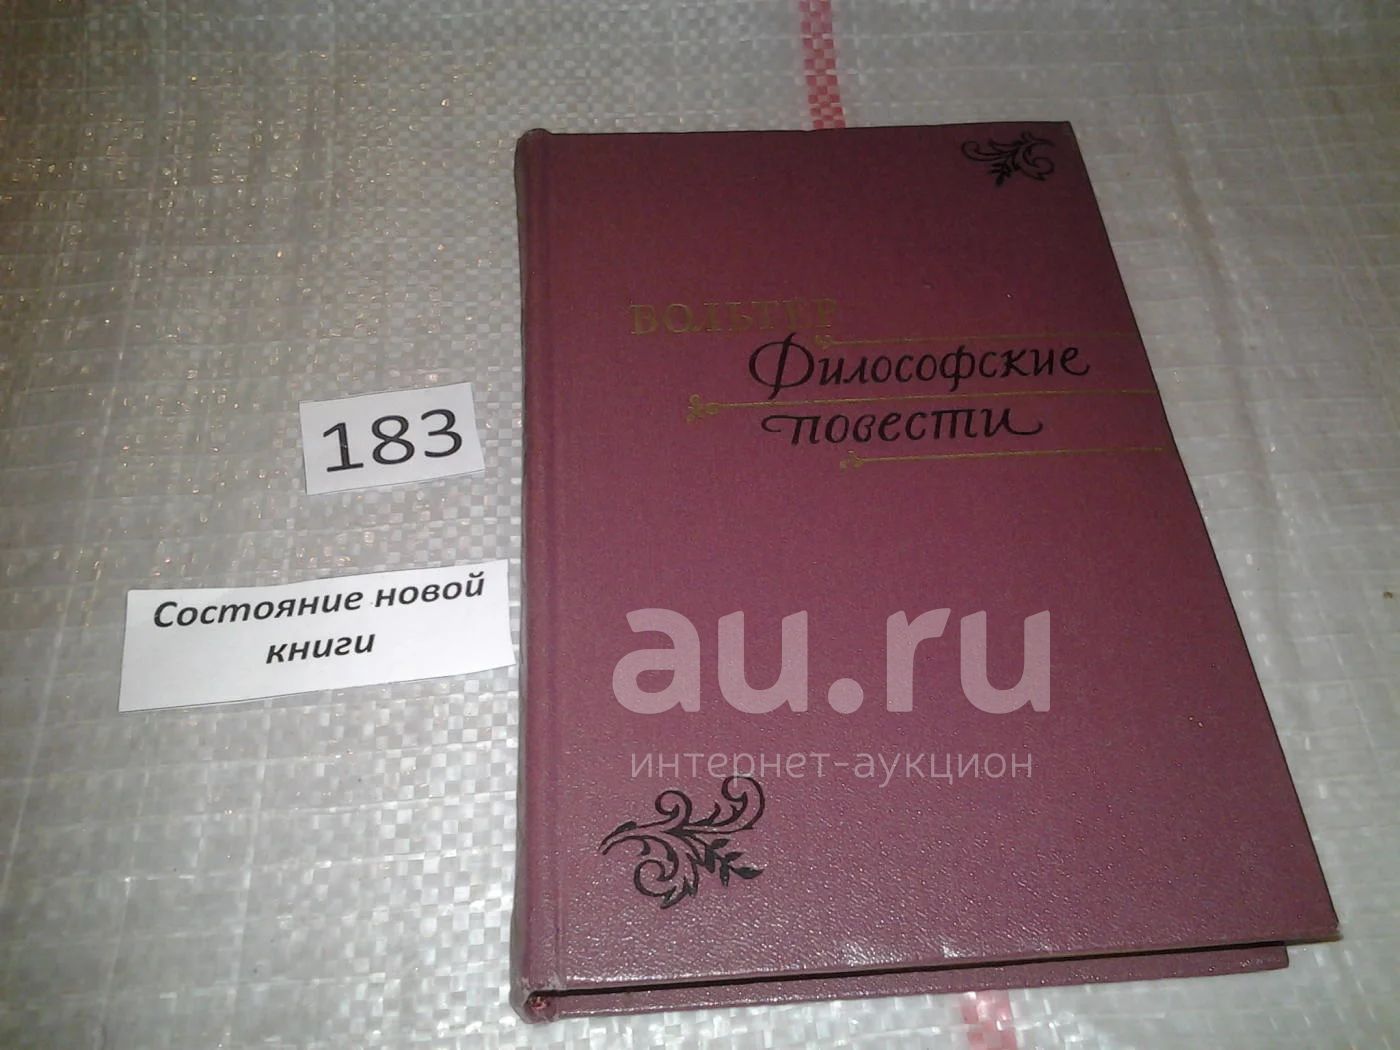 ВОЛЬТЕР
Философские
повести
183
Состояние новой
книги
au.ru
интернет-аукцион